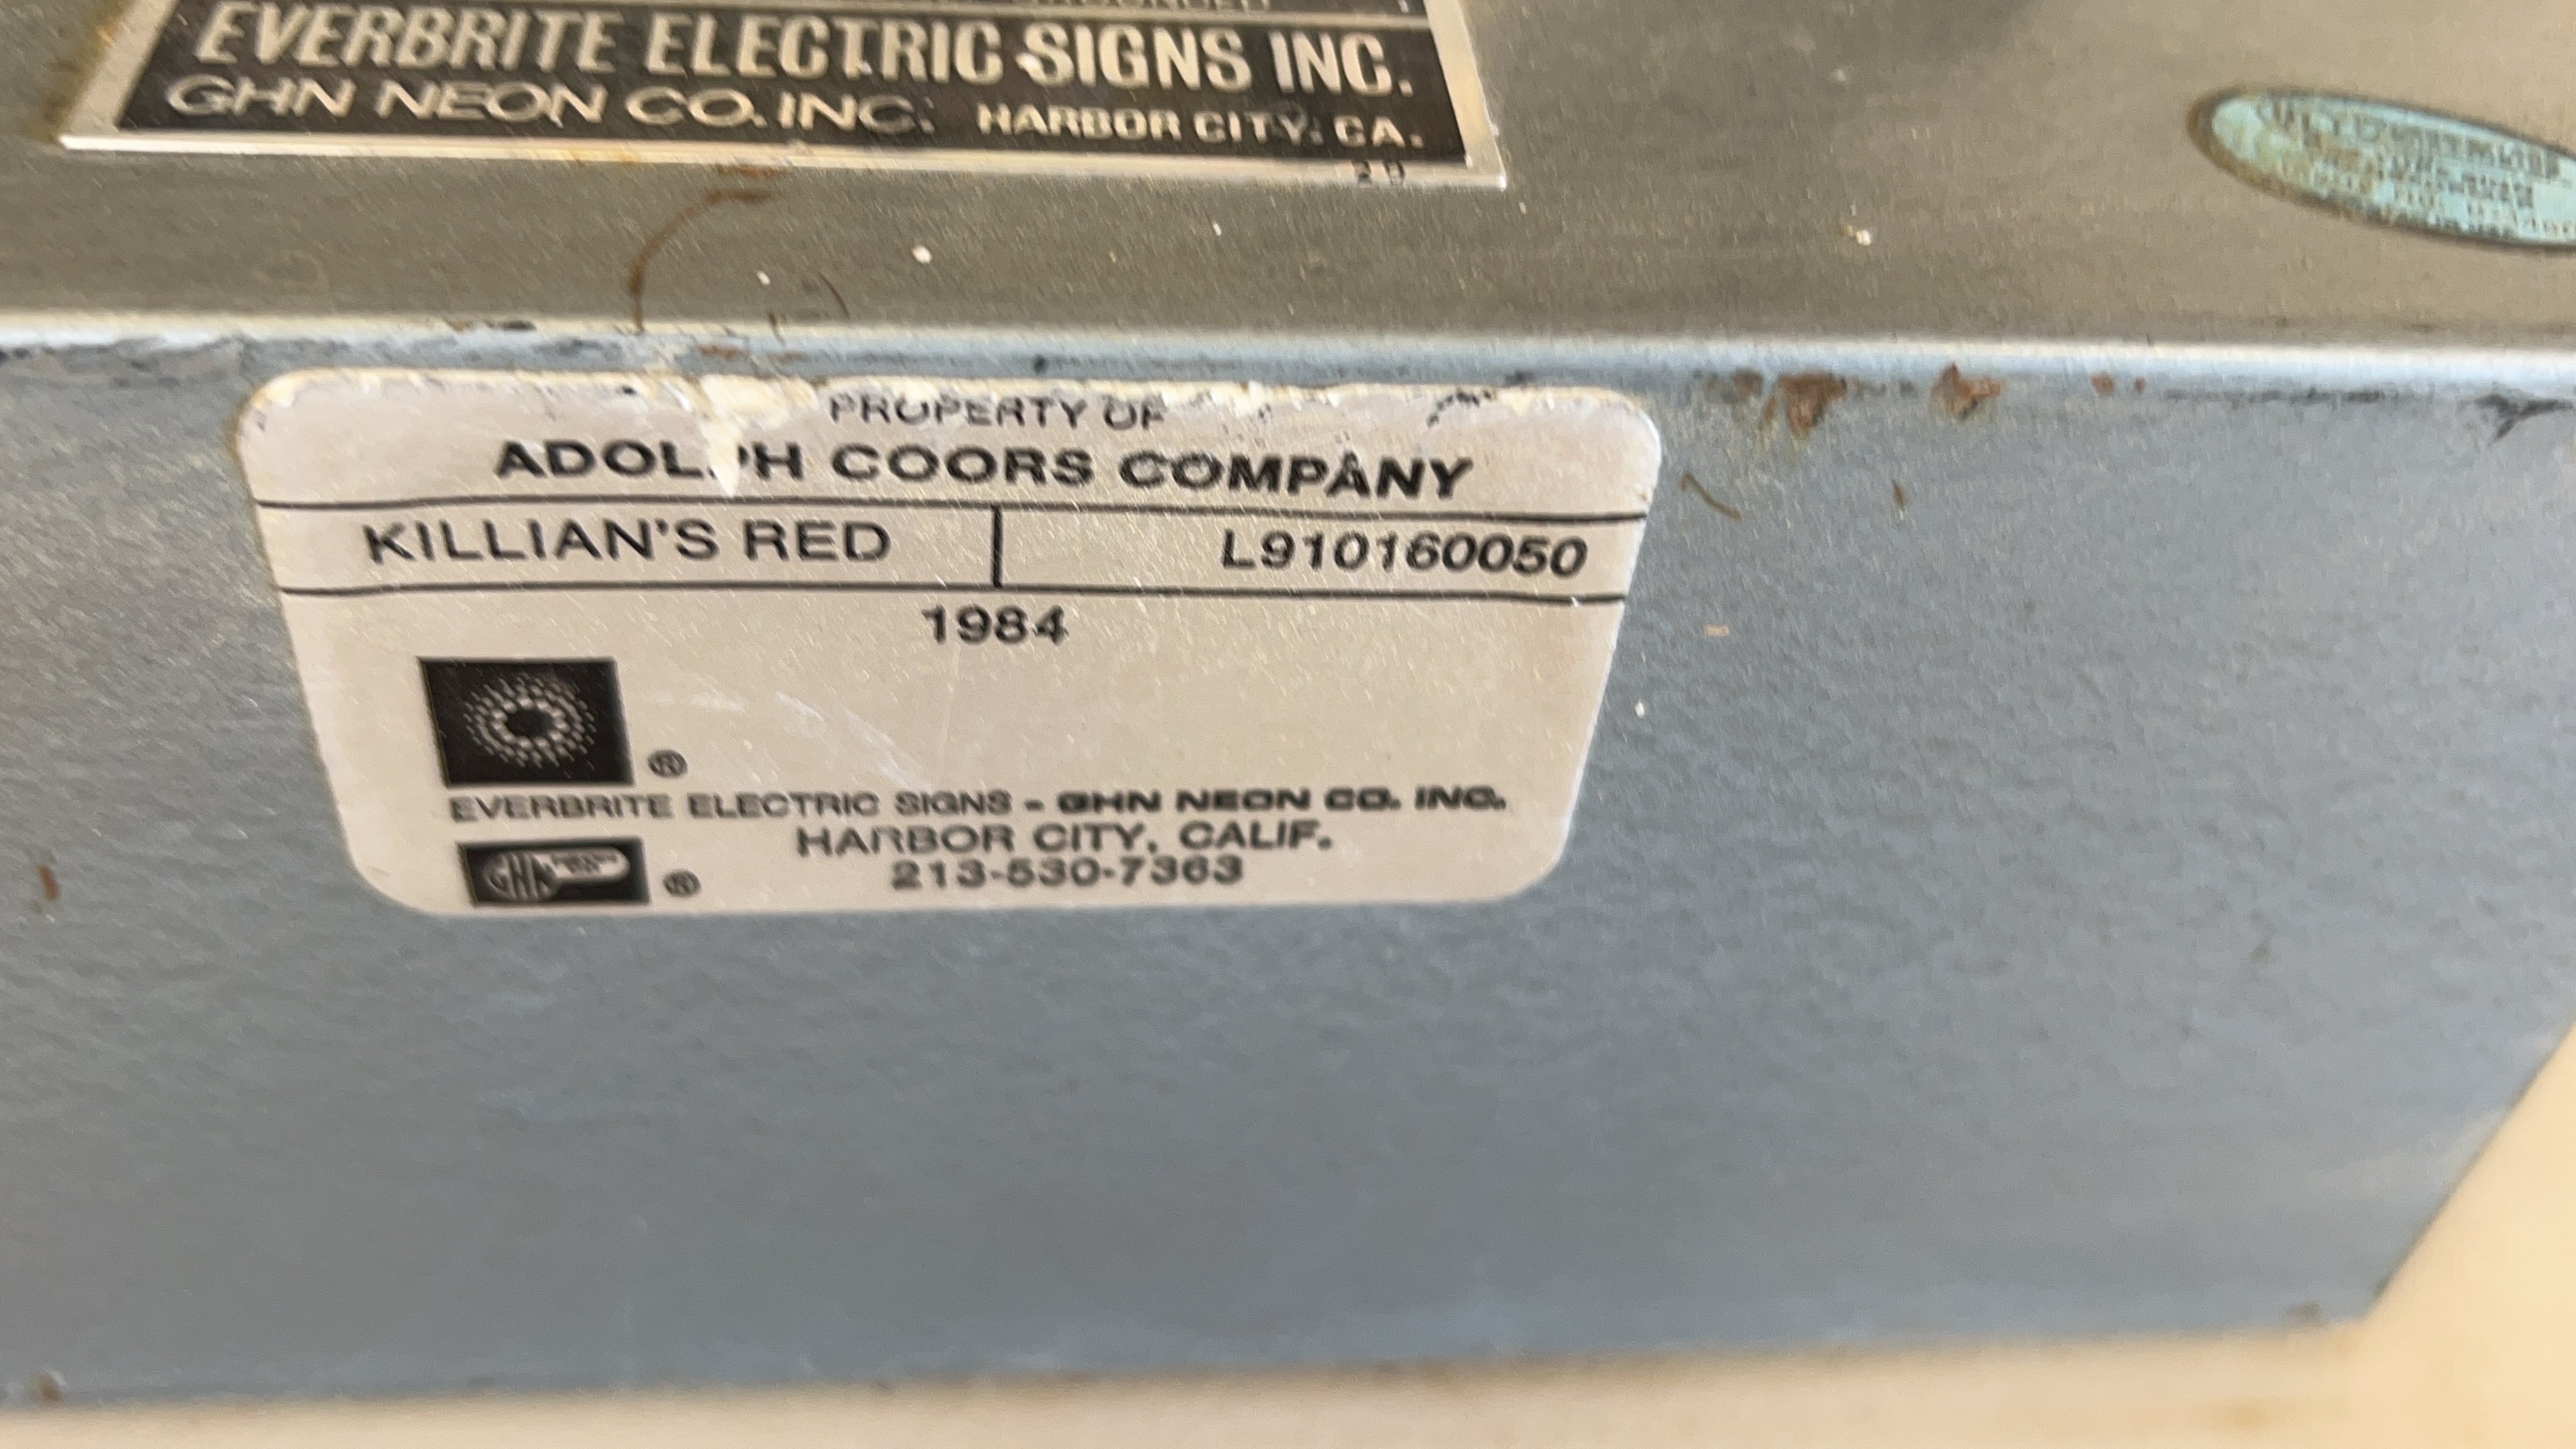 EVERBRITE ELECTRIC SIGNS INC.
GHN NEON CO. INC. HARBOR CITY, CA.
PROPERTY OF
ADOLPH COORS COMPANY
KILLIAN'S RED L910160050
1984
®
EVERBRITE ELECTRIC SIGNS - GHN NEON CO. INC.
HARBOR CITY, CALIF.
GHN ® 213-530-7363